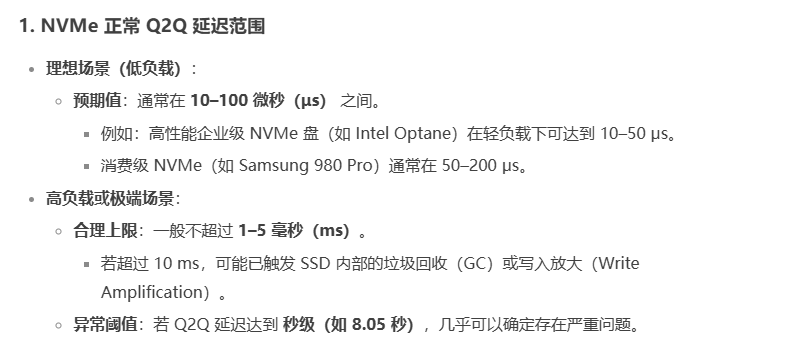 1. NVMe 正常 Q2Q 延迟范围
理想场景（低负载）：
预期值：通常在 10–100 微秒（μs） 之间。
例如：高性能企业级 NVMe 盘（如 Intel Optane）在轻负载下可达到 10–50 μs。
消费级 NVMe（如 Samsung 980 Pro）通常在 50–200 μs。
高负载或极端场景：
合理上限：一般不超过 1–5 毫秒（ms）。
若超过 10 ms，可能已触发 SSD 内部的垃圾回收（GC）或写入放大（Write
Amplification）。
异常阈值：若 Q2Q 延迟达到 秒级（如 8.05 秒），几乎可以确定存在严重问题。